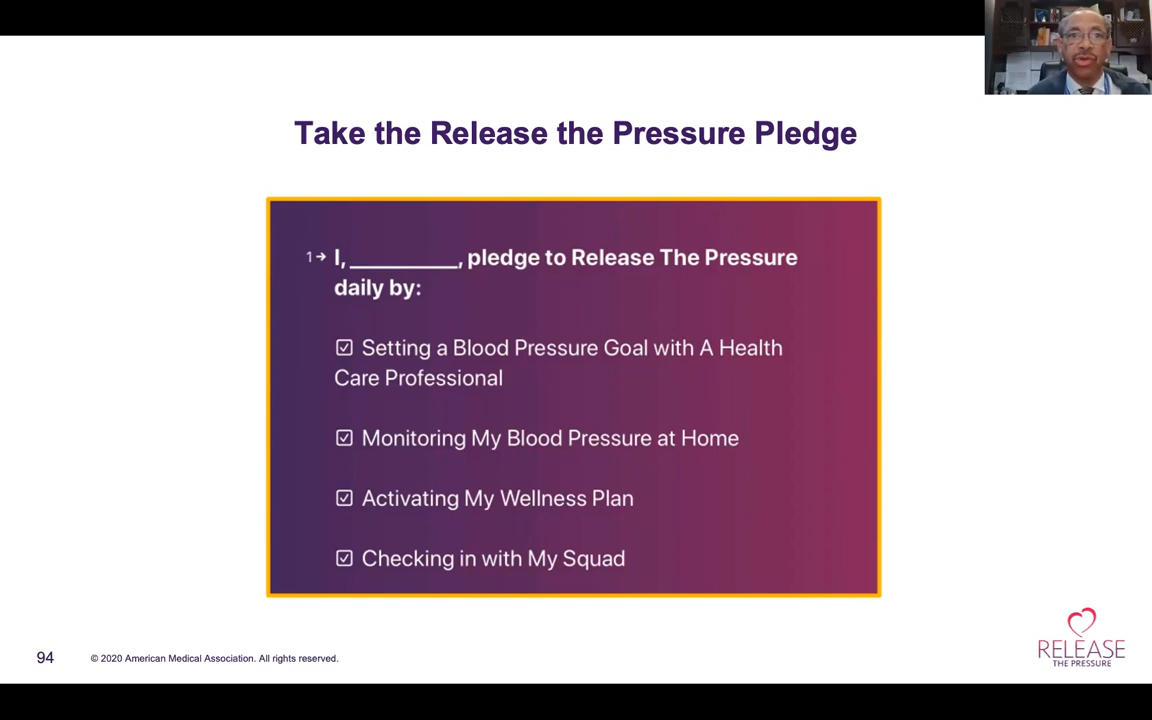 Take the Release the Pressure Pledge
1→ I, __________, pledge to Release The Pressure
daily by:
☑ Setting a Blood Pressure Goal with A Health
Care Professional
☑ Monitoring My Blood Pressure at Home
☑ Activating My Wellness Plan
☑ Checking in with My Squad
RELEASE
THE PRESSURE
94 © 2020 American Medical Association. All rights reserved.